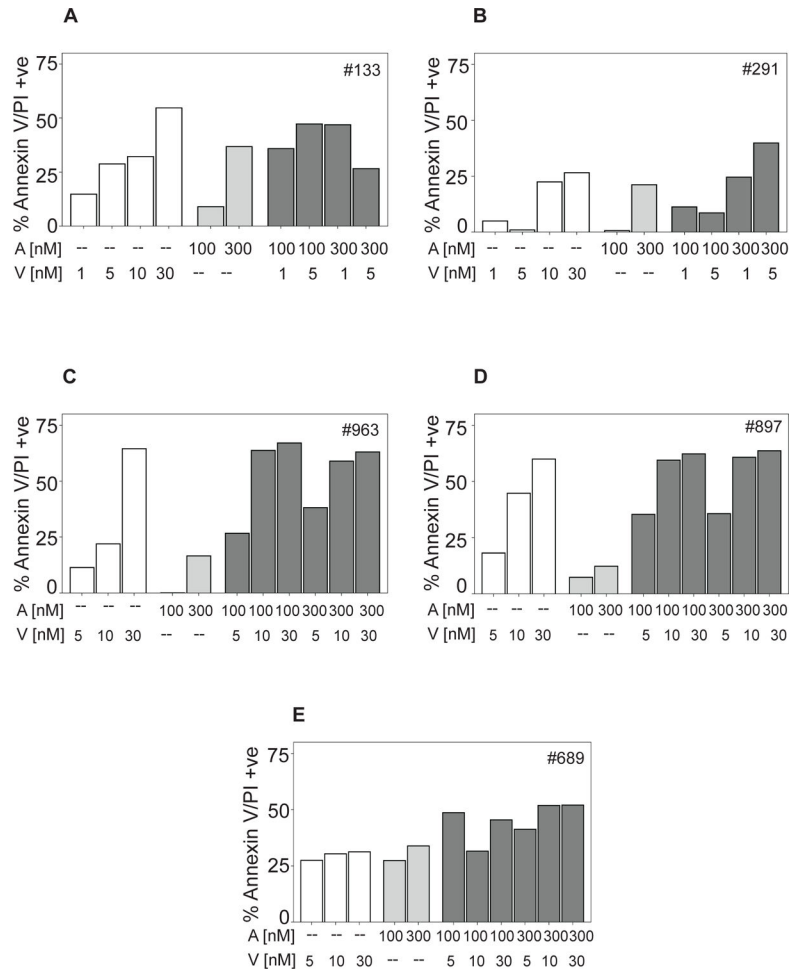 A
% Annexin V/PI +ve
75
50
25
0
#133
A [nM] -- -- -- -- 100 300 100 100 300 300
V [nM] 1 5 10 30 -- -- 1 5 1 5
B
% Annexin V/PI +ve
75
50
25
0
#291
A [nM] -- -- -- -- 100 300 100 100 300 300
V [nM] 1 5 10 30 -- -- 1 5 1 5
C
% Annexin V/PI +ve
75
50
25
0
#963
A [nM] -- -- -- 100 300 100 100 100 300 300 300
V [nM] 5 10 30 -- -- 5 10 30 5 10 30
D
% Annexin V/PI +ve
75
50
25
0
#897
A [nM] -- -- -- 100 300 100 100 100 300 300 300
V [nM] 5 10 30 -- -- 5 10 30 5 10 30
E
% Annexin V/PI +ve
75
50
25
0
#689
A [nM] -- -- -- 100 300 100 100 100 300 300 300
V [nM] 5 10 30 -- -- 5 10 30 5 10 30